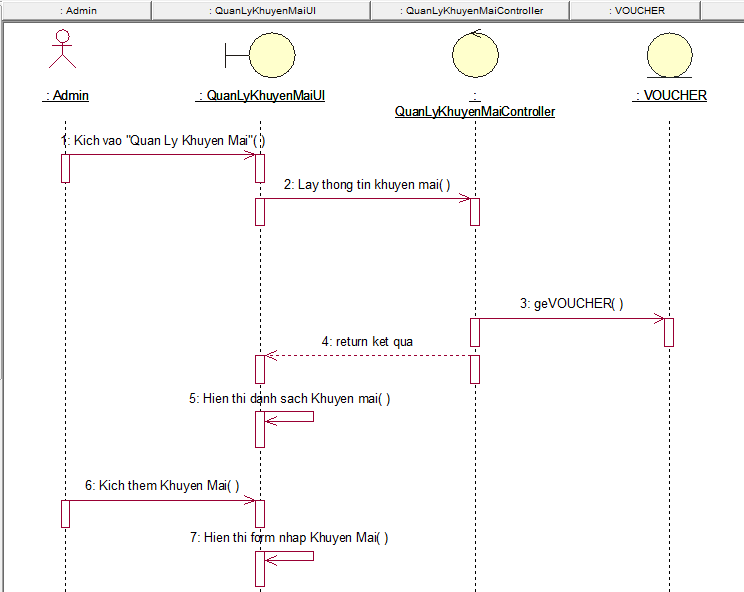 : Admin
: QuanLyKhuyenMaiUI
: QuanLyKhuyenMaiController
: VOUCHER
: Admin
: QuanLyKhuyenMaiUI
:
QuanLyKhuyenMaiController
: VOUCHER
1: Kich vao "Quan Ly Khuyen Mai"( )
2: Lay thong tin khuyen mai( )
3: geVOUCHER( )
4: return ket qua
5: Hien thi danh sach Khuyen mai( )
6: Kich them Khuyen Mai( )
7: Hien thi form nhap Khuyen Mai( )